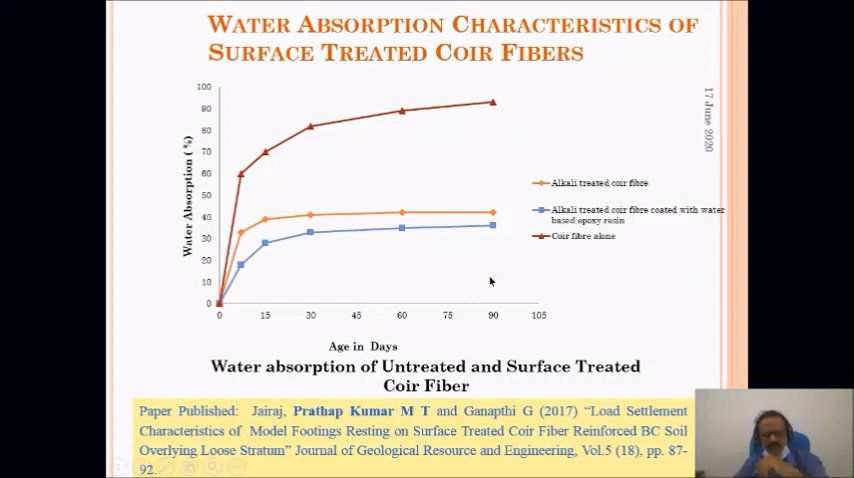 WATER ABSORPTION CHARACTERISTICS OF
SURFACE TREATED COIR FIBERS
17 June 2020
Water Absorption ( %)
100
90
80
70
60
50
40
30
20
10
0
0 15 30 45 60 75 90 105
Age in Days
Alkali treated coir fibre
Alkali treated coir fibre coated with water
based epoxy resin
Coir fibre alone
Water absorption of Untreated and Surface Treated
Coir Fiber
Paper Published: Jairaj, Prathap Kumar M T and Ganapthi G (2017) “Load Settlement
Characteristics of Model Footings Resting on Surface Treated Coir Fiber Reinforced BC Soil
Overlying Loose Stratum” Journal of Geological Resource and Engineering, Vol.5 (18), pp. 87-
92.